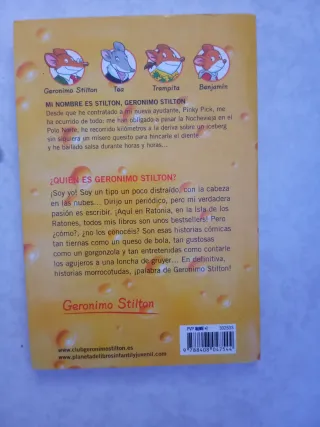 Geronimo Stilton Tea Trampita Benjamín
MI NOMBRE ES STILTON, GERONIMO STILTON
Desde que he contratado a mi nueva ayudante, Pinky Pick, me
ha ocurrido de todo: me han obligado a pasar la Nochevieja en el
Polo Norte, he recorrido kilómetros a la deriva sobre un iceberg
sin siquiera un mísero quesito para hincarle el diente
y he bailado salsa durante horas y horas...
¿QUIÉN ES GERONIMO STILTON?
¡Soy yo! Soy un tipo un poco distraído, con la cabeza
en las nubes... Dirijo un periódico, pero mi verdadera
pasión es escribir. ¡Aquí en Ratonia, en la Isla de los
Ratones, todos mis libros son unos bestsellers! Pero
¿cómo?, ¿no los conocéis? Son esas historias cómicas
tan tiernas como un queso de bola, tan gustosas
como un gorgonzola y tan entretenidas como contarle
los agujeros a una loncha de gruyer... En definitiva,
historias morrocotudas, ¡palabra de Geronimo Stilton!
Geronimo Stilton
www.clubgeronimostilton.es
www.planetadelibrosinfantilyjuvenil.com
PVP
9 788408 047544